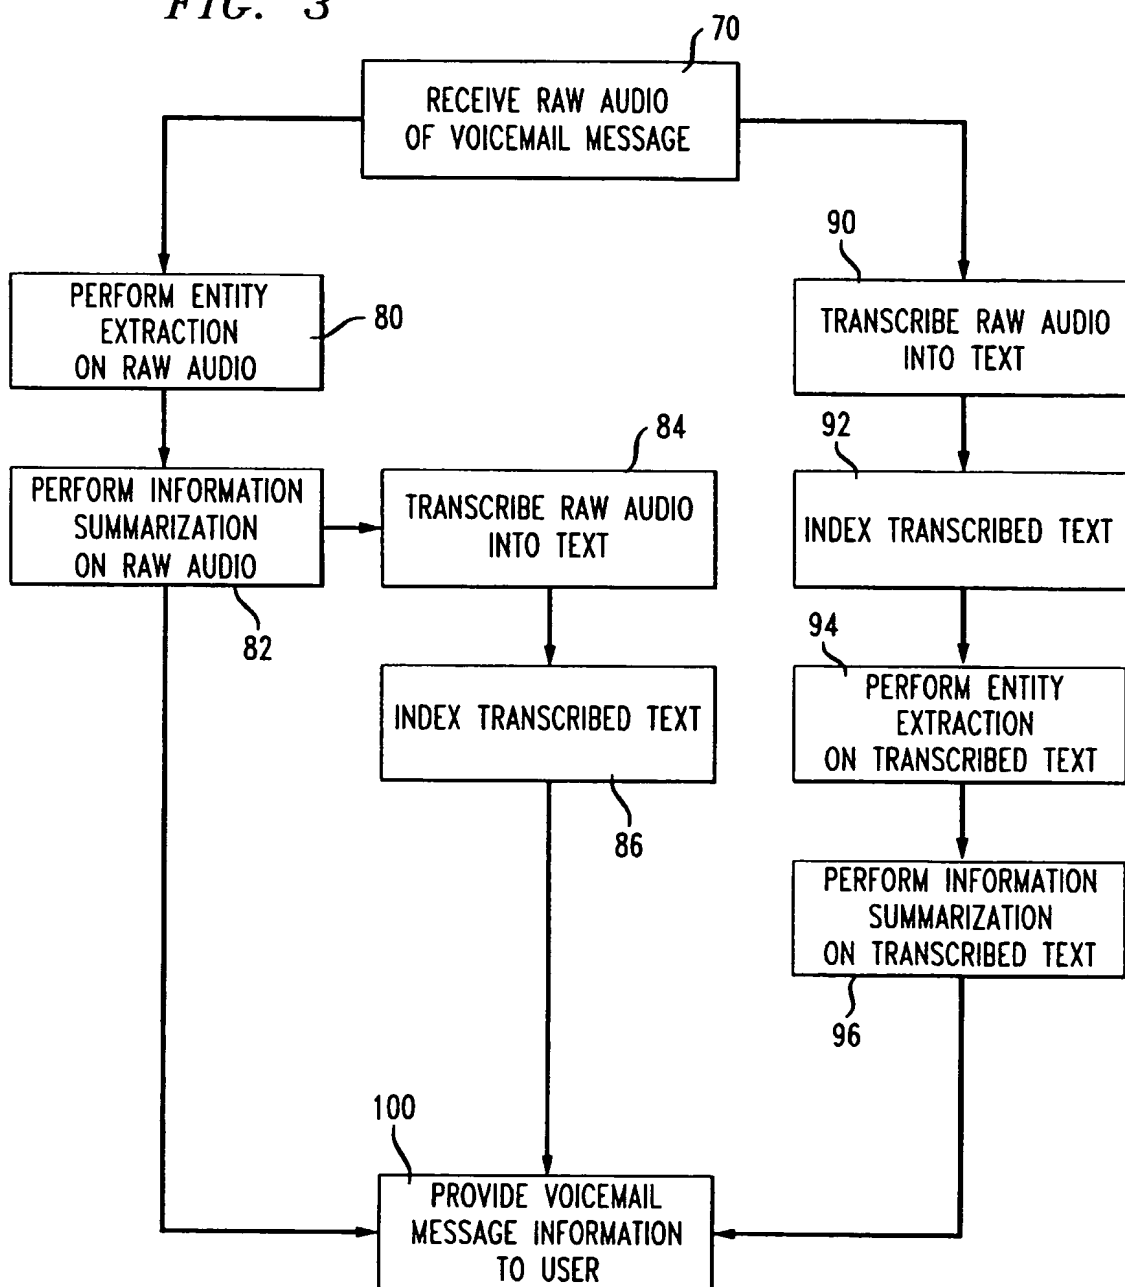 FIG. 3
70
RECEIVE RAW AUDIO
OF VOICEMAIL MESSAGE
90
PERFORM ENTITY
EXTRACTION
ON RAW AUDIO
80
TRANSCRIBE RAW AUDIO
INTO TEXT
84
92
PERFORM INFORMATION
SUMMARIZATION
ON RAW AUDIO
82
TRANSCRIBE RAW AUDIO
INTO TEXT
INDEX TRANSCRIBED TEXT
94
INDEX TRANSCRIBED TEXT
86
PERFORM ENTITY
EXTRACTION
ON TRANSCRIBED TEXT
PERFORM INFORMATION
SUMMARIZATION
ON TRANSCRIBED TEXT
96
100
PROVIDE VOICEMAIL
MESSAGE INFORMATION
TO USER